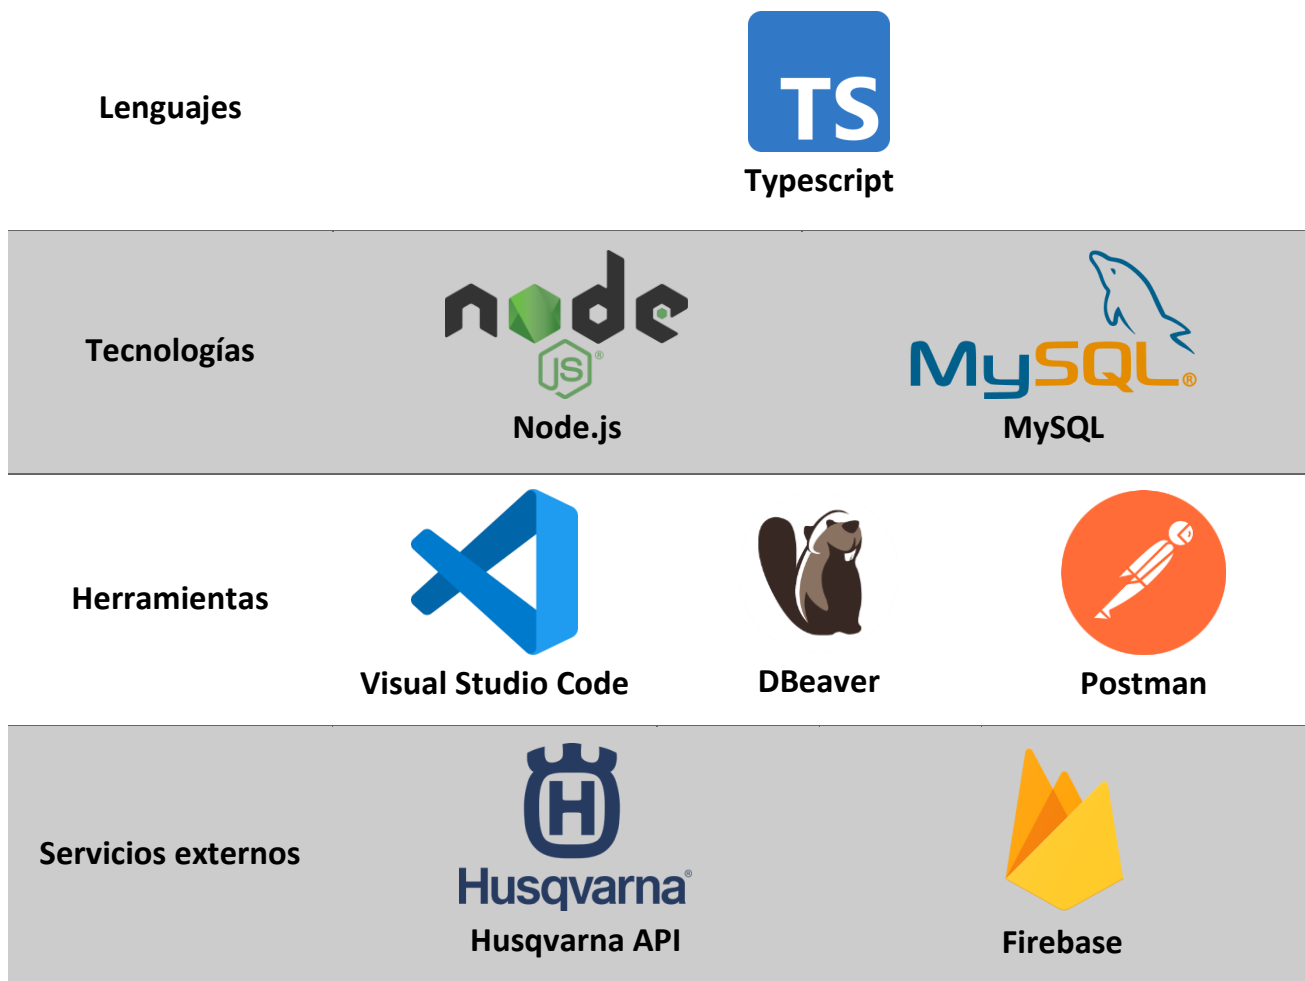 TS
Lenguajes
Typescript
node
JS®
MySQL®
Tecnologías
Node.js
MySQL
Herramientas
Visual Studio Code
DBeaver
Postman
H
Servicios externos
Husqvarna®
Husqvarna API
Firebase